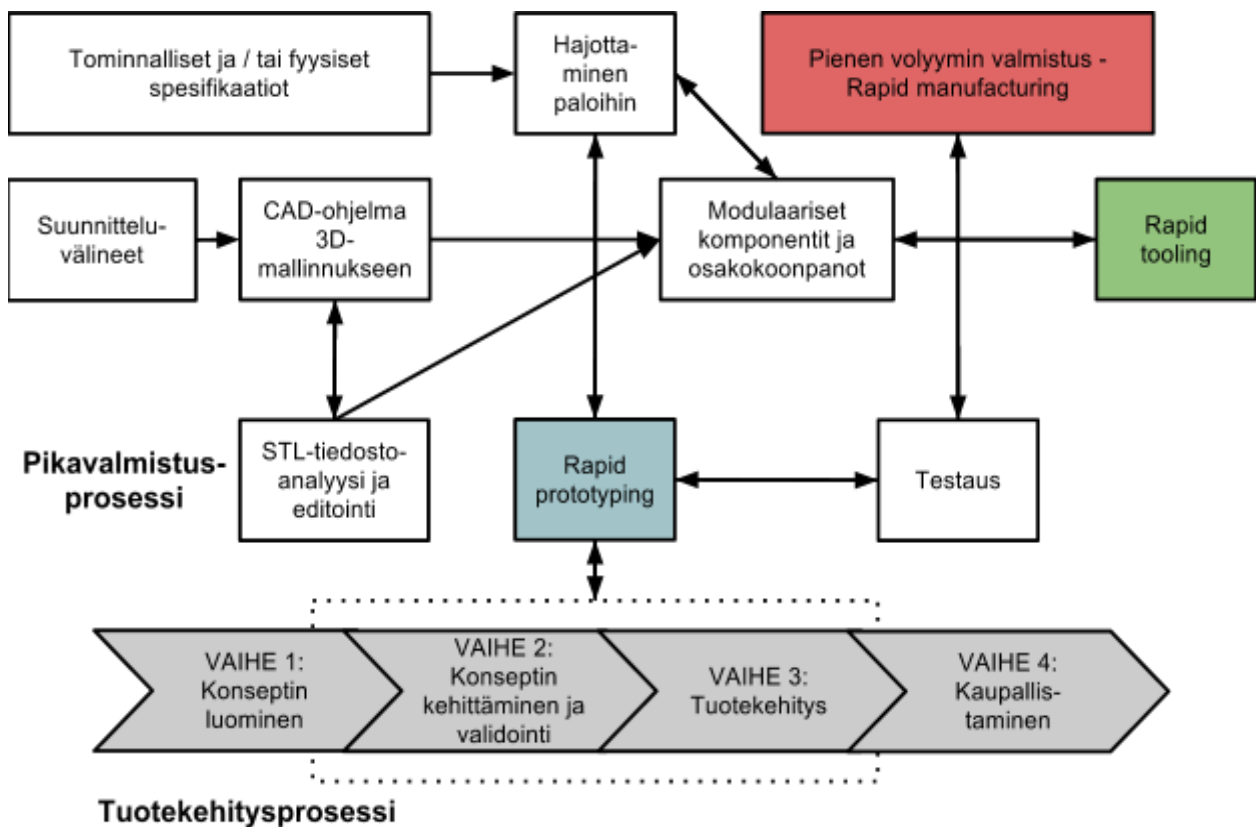 Tominnalliset ja / tai fyysiset
spesifikaatiot
Hajotta-
minen
paloihin
Pienen volyymin valmistus -
Rapid manufacturing
Suunnittelu-
välineet
CAD-ohjelma
3D-
mallinnukseen
Modulaariset
komponentit ja
osakokoonpanot
Rapid
tooling
Pikavalmistus-
prosessi
STL-tiedosto-
analyysi ja
editointi
Rapid
prototyping
Testaus
VAIHE 1:
Konseptin
luominen
VAIHE 2:
Konseptin
kehittäminen ja
validointi
VAIHE 3:
Tuotekehitys
VAIHE 4:
Kaupallis-
taminen
Tuotekehitysprosessi